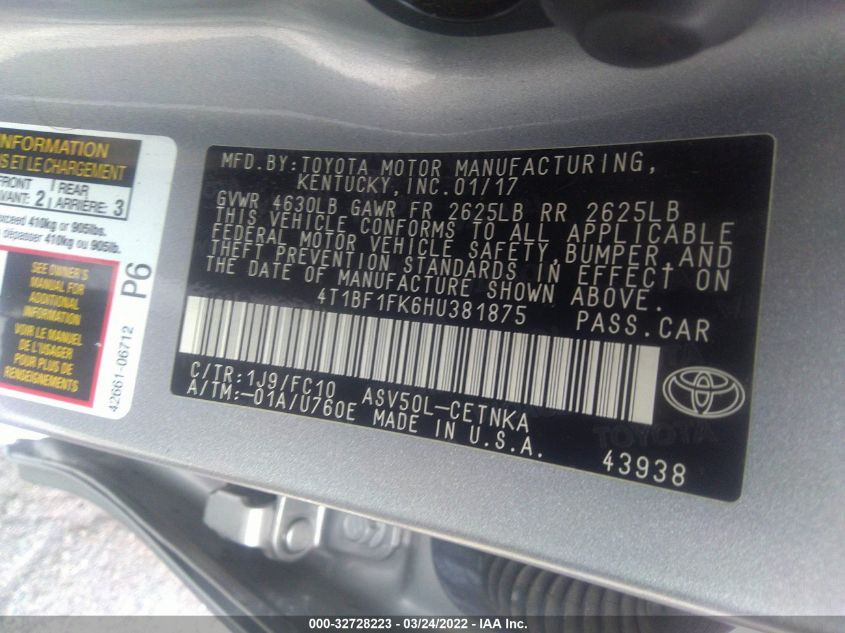 INFORMATION
S ET LE CHARGEMENT
FRONT
AVANT: 2
REAR
ARRIÈRE: 3
exceed 410kg or 905lbs.
dépasser 410kg ou 905lb.
SEE OWNER'S
MANUAL FOR
ADDITIONAL
INFORMATION
VOIR LE MANUEL
DE L'USAGER
POUR PLUS DE
RENSEIGNEMENTS
P6
42661-06712
MFD.BY:TOYOTA MOTOR MANUFACTURING,
KENTUCKY,INC.01/17
GVWR 4630LB GAWR FR 2625LB RR 2625LB
THIS VEHICLE CONFORMS TO ALL APPLICABLE
FEDERAL MOTOR VEHICLE SAFETY,BUMPER,AND
THEFT PREVENTION STANDARDS IN EFFECT ON
THE DATE OF MANUFACTURE SHOWN ABOVE.
4T1BF1FK6HU381875 PASS.CAR
C/TR:1J9/FC10 ASV50L-CETNKA
A/TM:-01A/U760E MADE IN U.S.A.
TOYOTA
43938
000-32728223 - 03/24/2022 - IAA Inc.